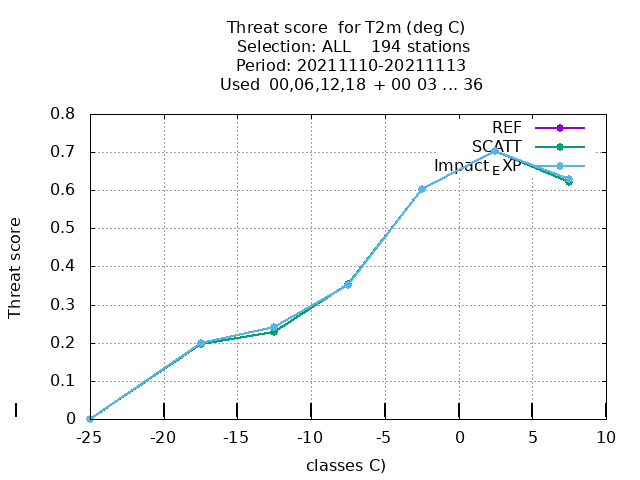 Threat score for T2m (deg C)
Selection: ALL 194 stations
Period: 20211110-20211113
Used 00,06,12,18 + 00 03 ... 36
REF
SCATT
Impact_EXP
0.8
0.7
0.6
0.5
0.4
0.3
0.2
0.1
0
Threat score
-25 -20 -15 -10 -5 0 5 10
classes C)